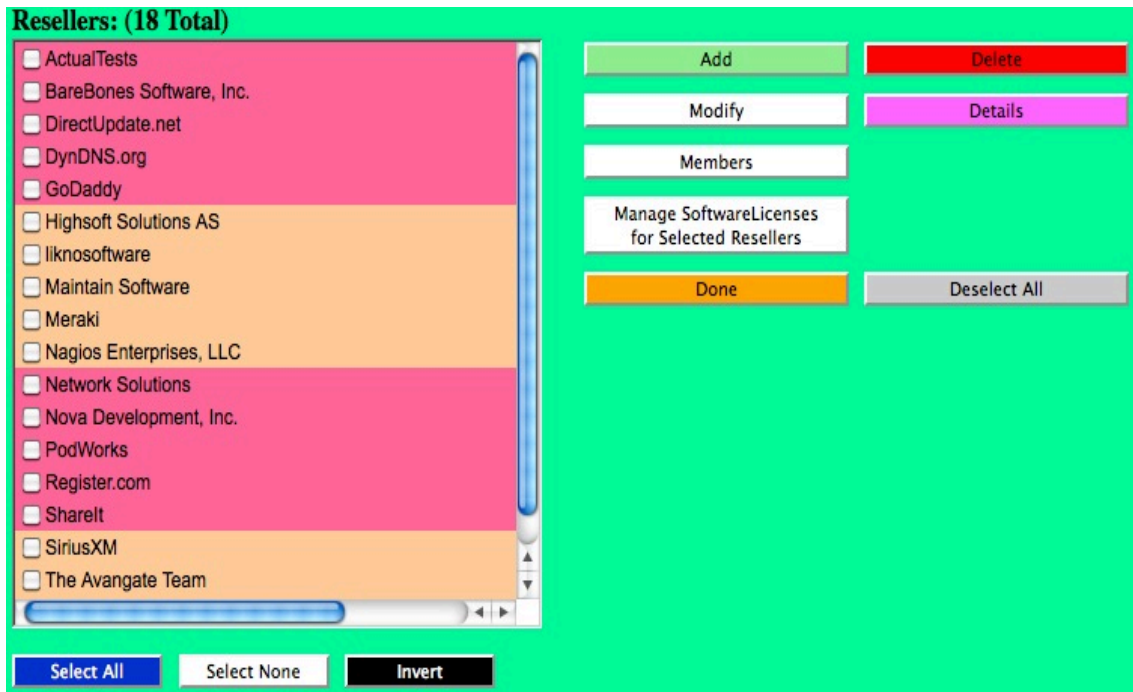 Resellers: (18 Total)
ActualTests
BareBones Software, Inc.
DirectUpdate.net
DynDNS.org
GoDaddy
Highsoft Solutions AS
liknosoftware
Maintain Software
Meraki
Nagios Enterprises, LLC
Network Solutions
Nova Development, Inc.
PodWorks
Register.com
ShareIt
SiriusXM
The Avangate Team
Select All
Select None
Invert
Add
Delete
Modify
Details
Members
Manage SoftwareLicenses
for Selected Resellers
Done
Deselect All